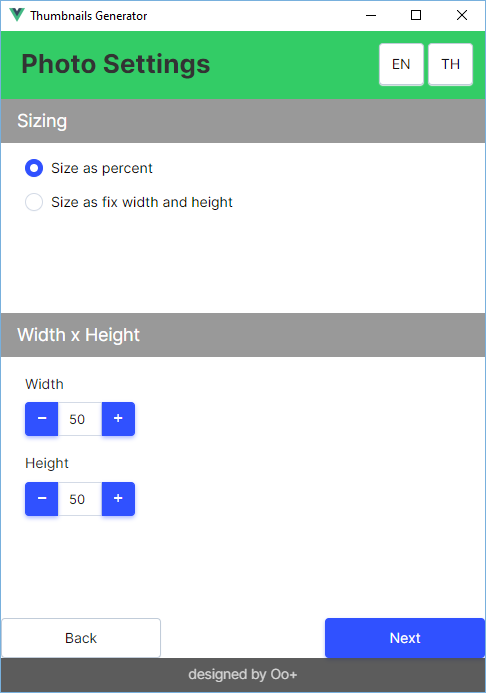 Thumbnails Generator
Photo Settings
EN
TH
Sizing
Size as percent
Size as fix width and height
Width x Height
Width
− 50 +
Height
− 50 +
Back
Next
designed by Oo+